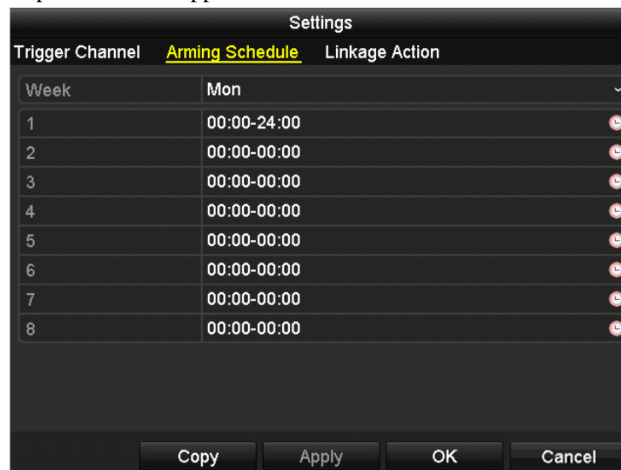 Settings
Trigger Channel Arming Schedule Linkage Action
Week Mon
1 00:00-24:00
2 00:00-00:00
3 00:00-00:00
4 00:00-00:00
5 00:00-00:00
6 00:00-00:00
7 00:00-00:00
8 00:00-00:00
Copy Apply OK Cancel